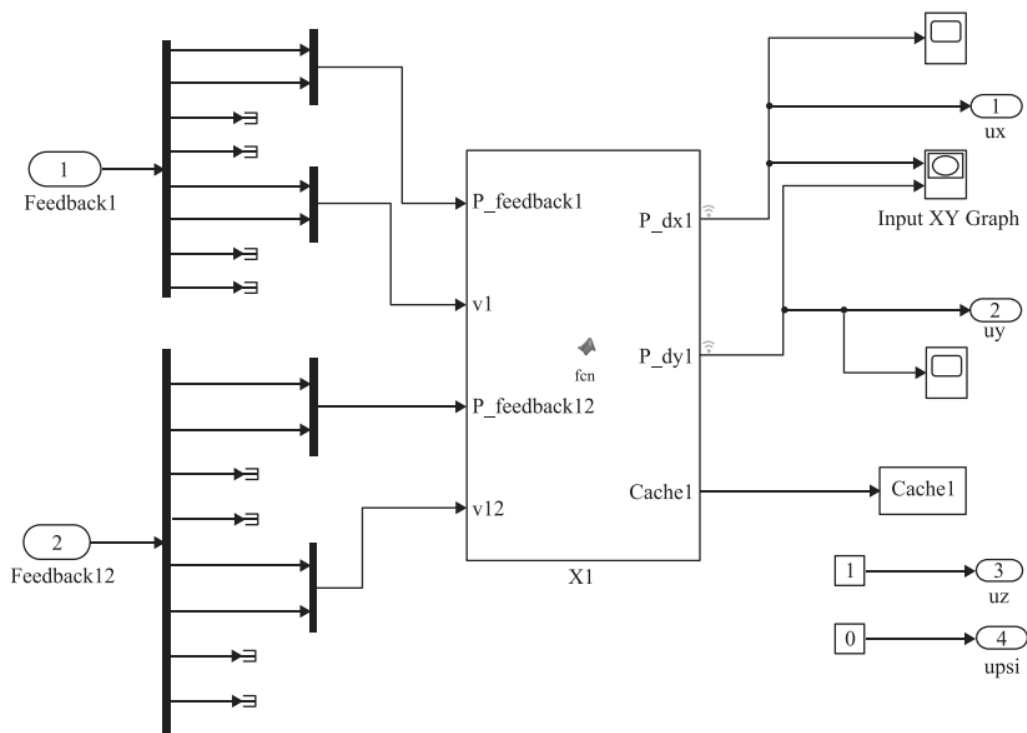 1
Feedback1
2
Feedback12
P_feedback1
v1
P_feedback12
v12
fcn
P_dx1
P_dy1
Cache1
X1
1
ux
Input XY Graph
2
uy
Cache1
1
3
uz
0
4
upsi